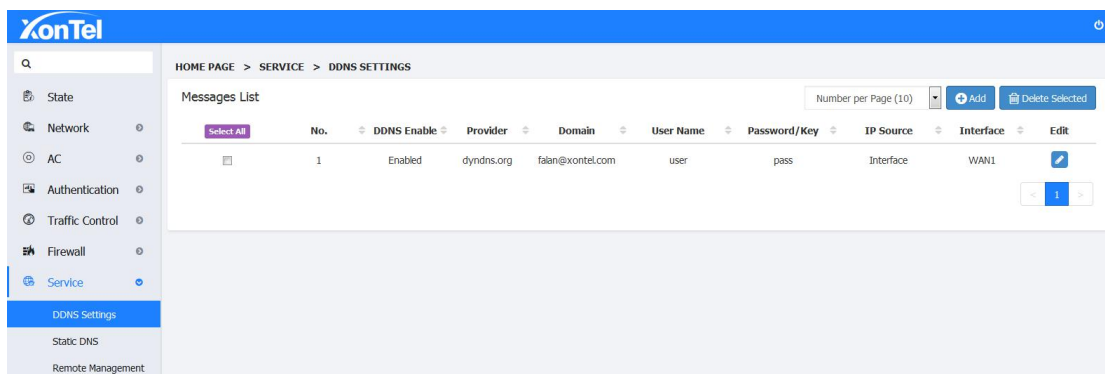 XonTel
HOME PAGE > SERVICE > DDNS SETTINGS
State
Network
AC
Authentication
Traffic Control
Firewall
Service
DDNS Settings
Static DNS
Remote Management
Messages List
Number per Page (10) Add Delete Selected
Select All No. DDNS Enable Provider Domain User Name Password/Key IP Source Interface Edit
1 Enabled dyndns.org falan@xontel.com user pass Interface WAN1
< 1 >